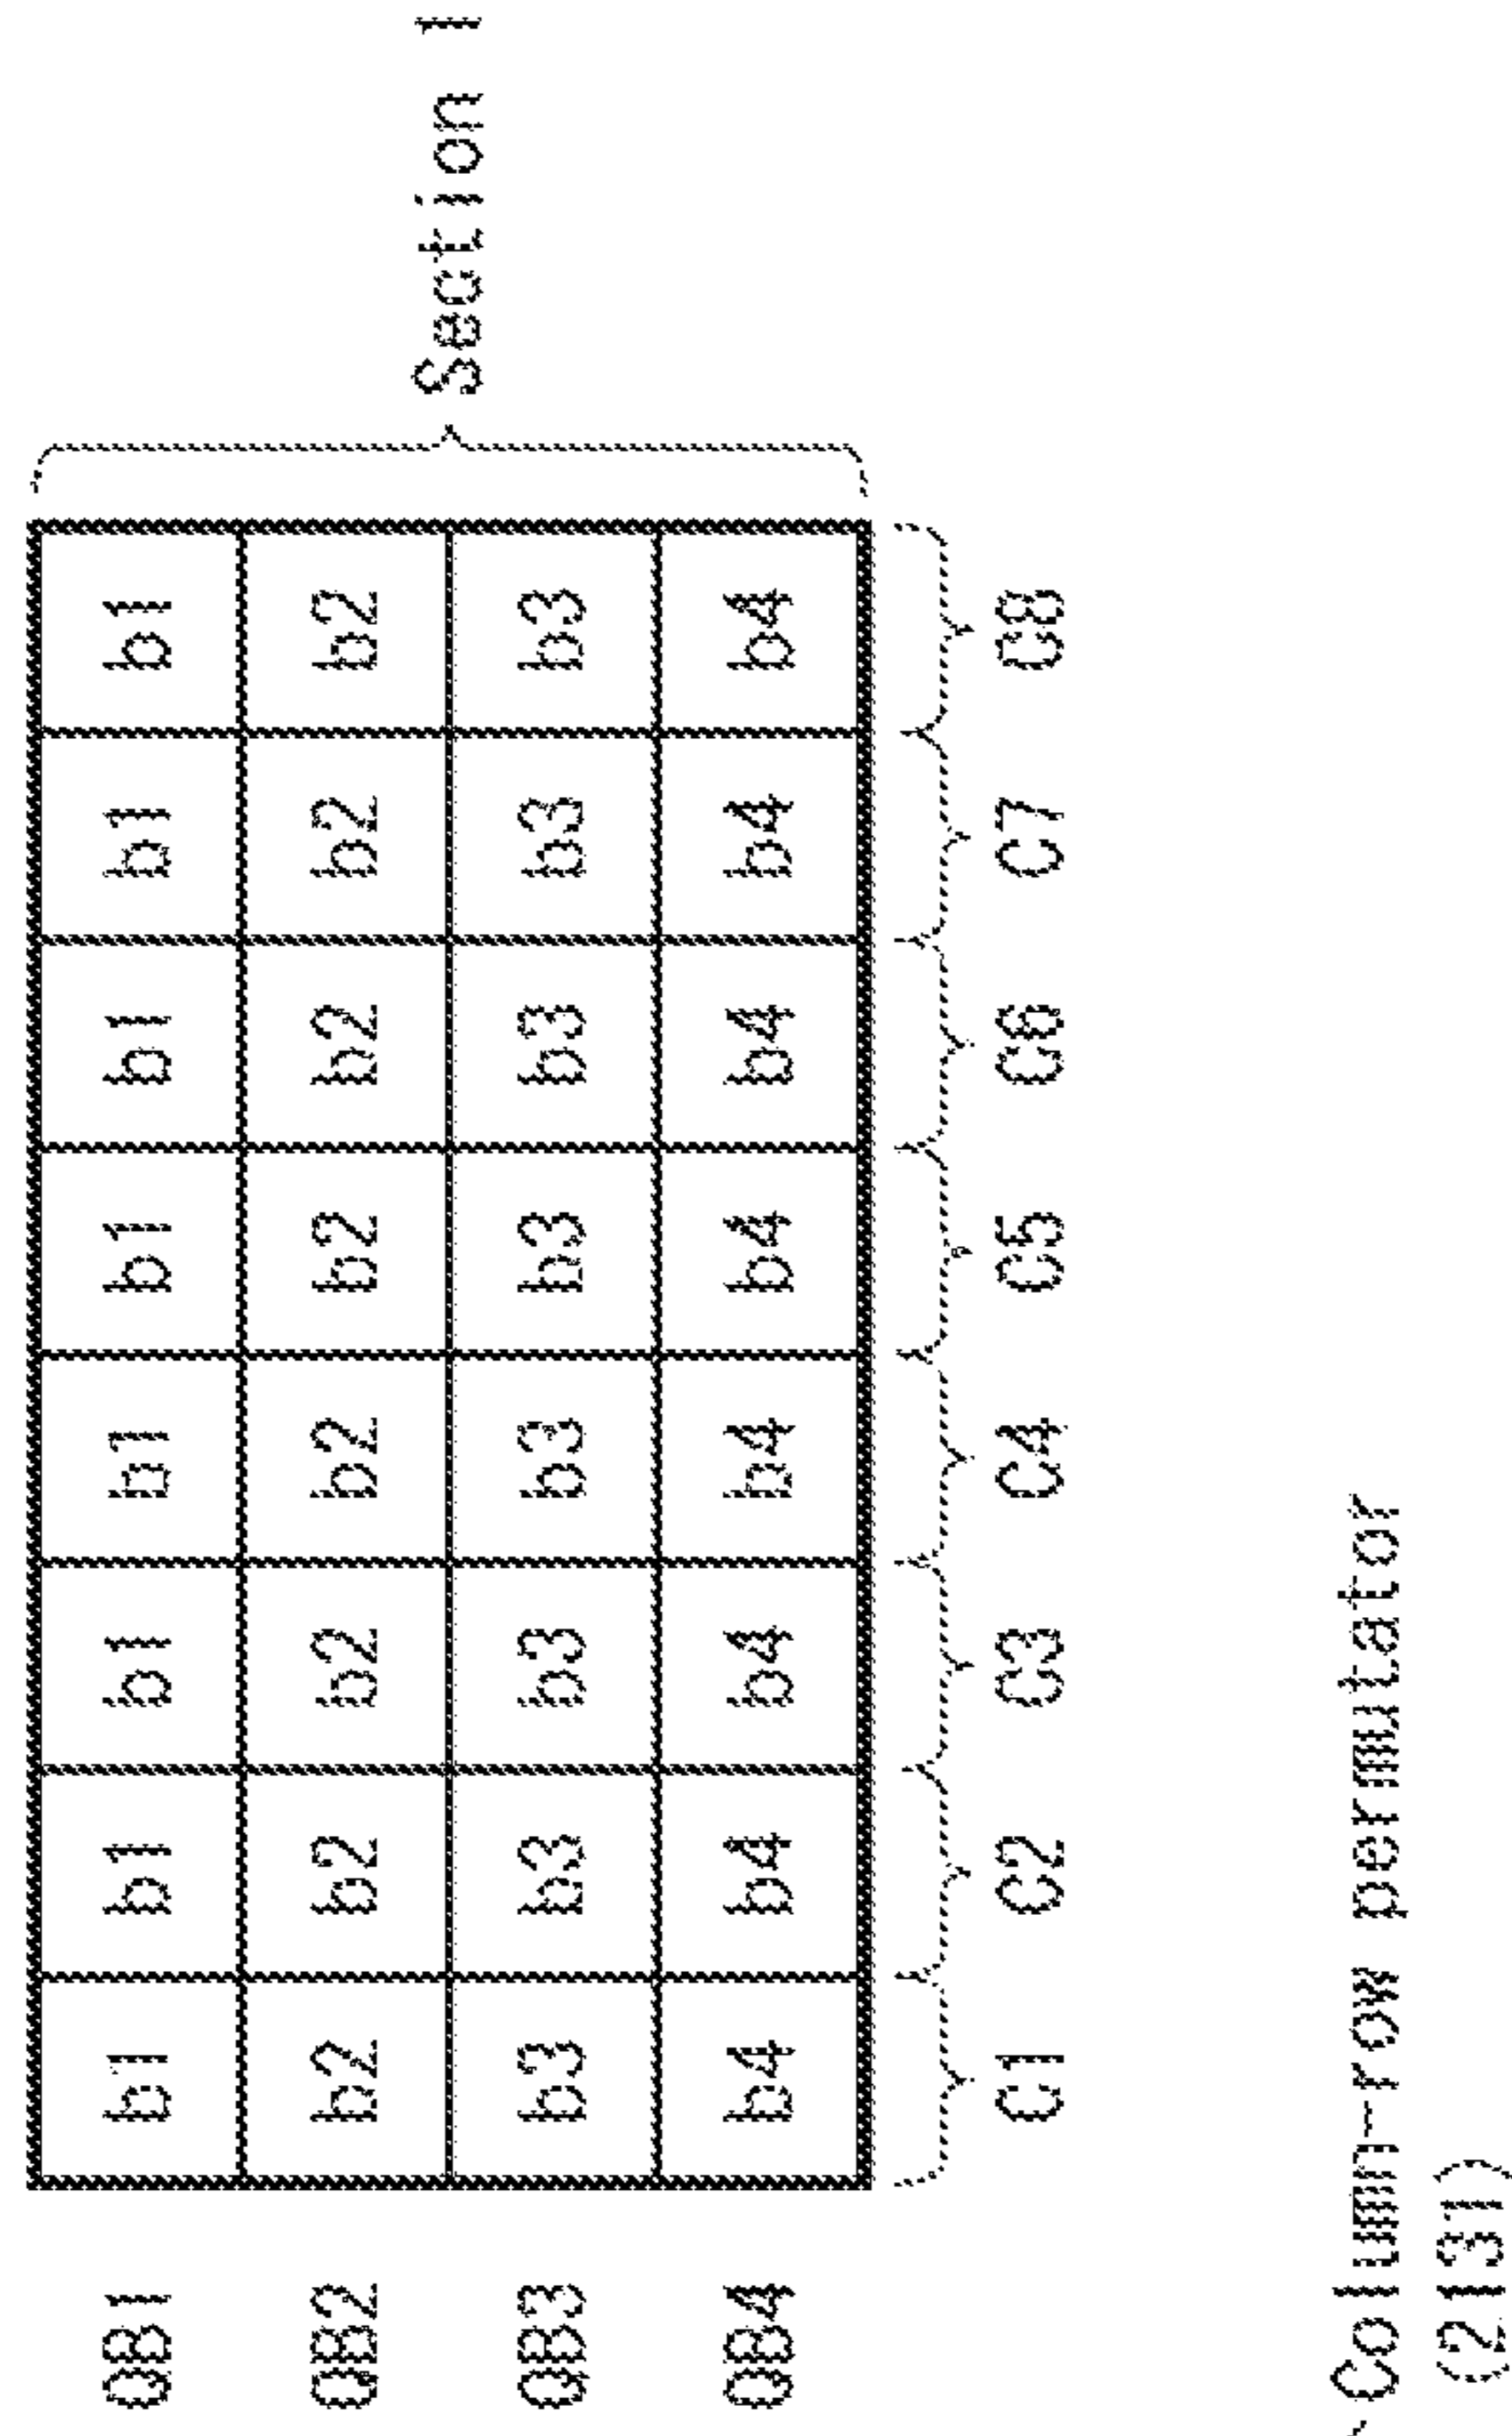 QB1 b1 b1 b1 b1 b1 b1 b1 b1
QB2 b2 b2 b2 b2 b2 b2 b2 b2
Section 1
QB3 b3 b3 b3 b3 b3 b3 b3 b3
QB4 b4 b4 b4 b4 b4 b4 b4 b4
C1 C2 C3 C4 C5 C6 C7 C8
Column-row permutator
(2131)